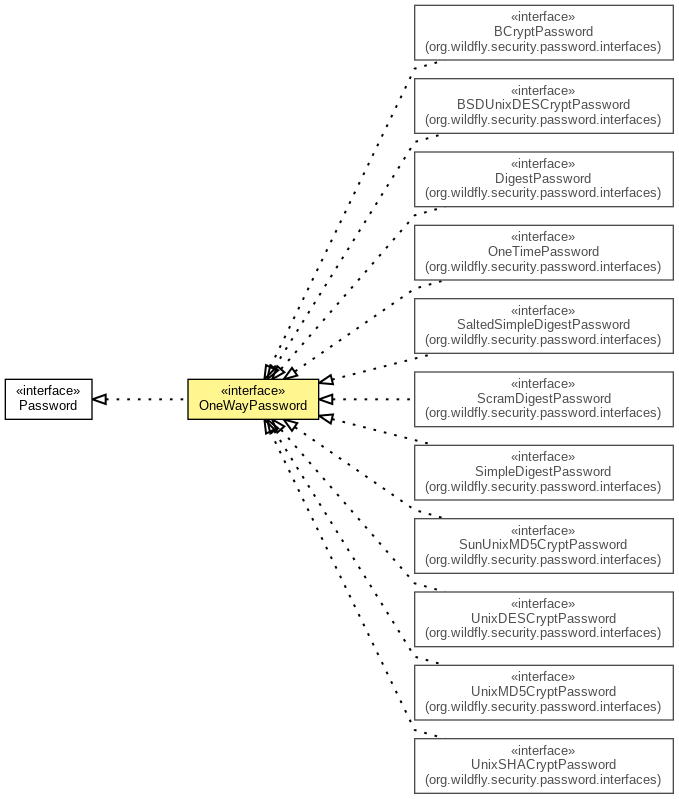 «interface»
BCryptPassword
(org.wildfly.security.password.interfaces)
«interface»
BSDUnixDESCryptPassword
(org.wildfly.security.password.interfaces)
«interface»
DigestPassword
(org.wildfly.security.password.interfaces)
«interface»
OneTimePassword
(org.wildfly.security.password.interfaces)
«interface»
SaltedSimpleDigestPassword
(org.wildfly.security.password.interfaces)
«interface»
Password
«interface»
OneWayPassword
«interface»
ScramDigestPassword
(org.wildfly.security.password.interfaces)
«interface»
SimpleDigestPassword
(org.wildfly.security.password.interfaces)
«interface»
SunUnixMD5CryptPassword
(org.wildfly.security.password.interfaces)
«interface»
UnixDESCryptPassword
(org.wildfly.security.password.interfaces)
«interface»
UnixMD5CryptPassword
(org.wildfly.security.password.interfaces)
«interface»
UnixSHACryptPassword
(org.wildfly.security.password.interfaces)